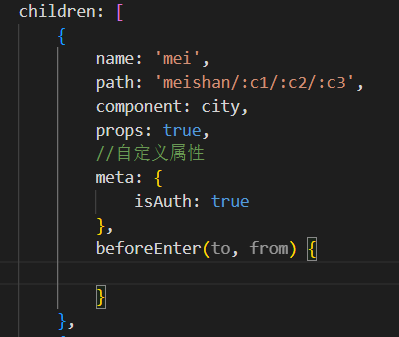 children: [
{
name: 'mei',
path: 'meishan/:c1/:c2/:c3',
component: city,
props: true,
//自定义属性
meta: {
isAuth: true
},
beforeEnter(to, from) {
}
},